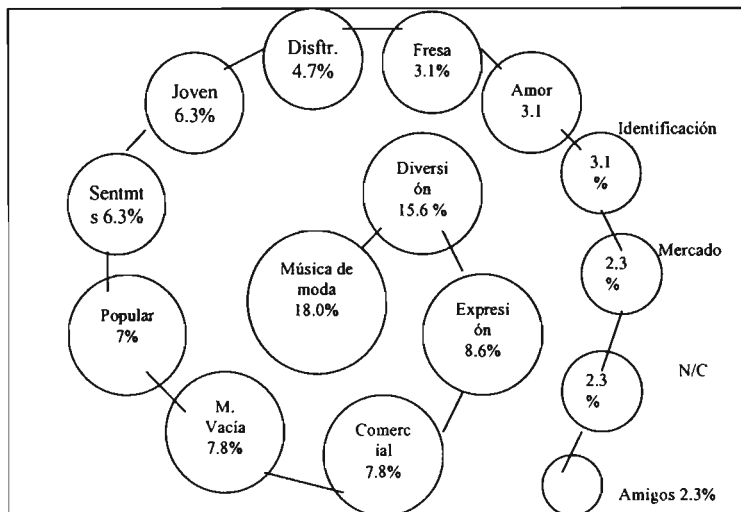 Disftr.
4.7%
Fresa
3.1%
Joven
6.3%
Amor
3.1
Identificación
3.1
%
Diversi
ón
15.6 %
Sentmt
s 6.3%
Mercado
2.3
%
Música de
moda
18.0%
Popular
7%
Expresi
ón
8.6%
N/C
2.3
%
M.
Vacía
7.8%
Comerc
ial
7.8%
Amigos 2.3%